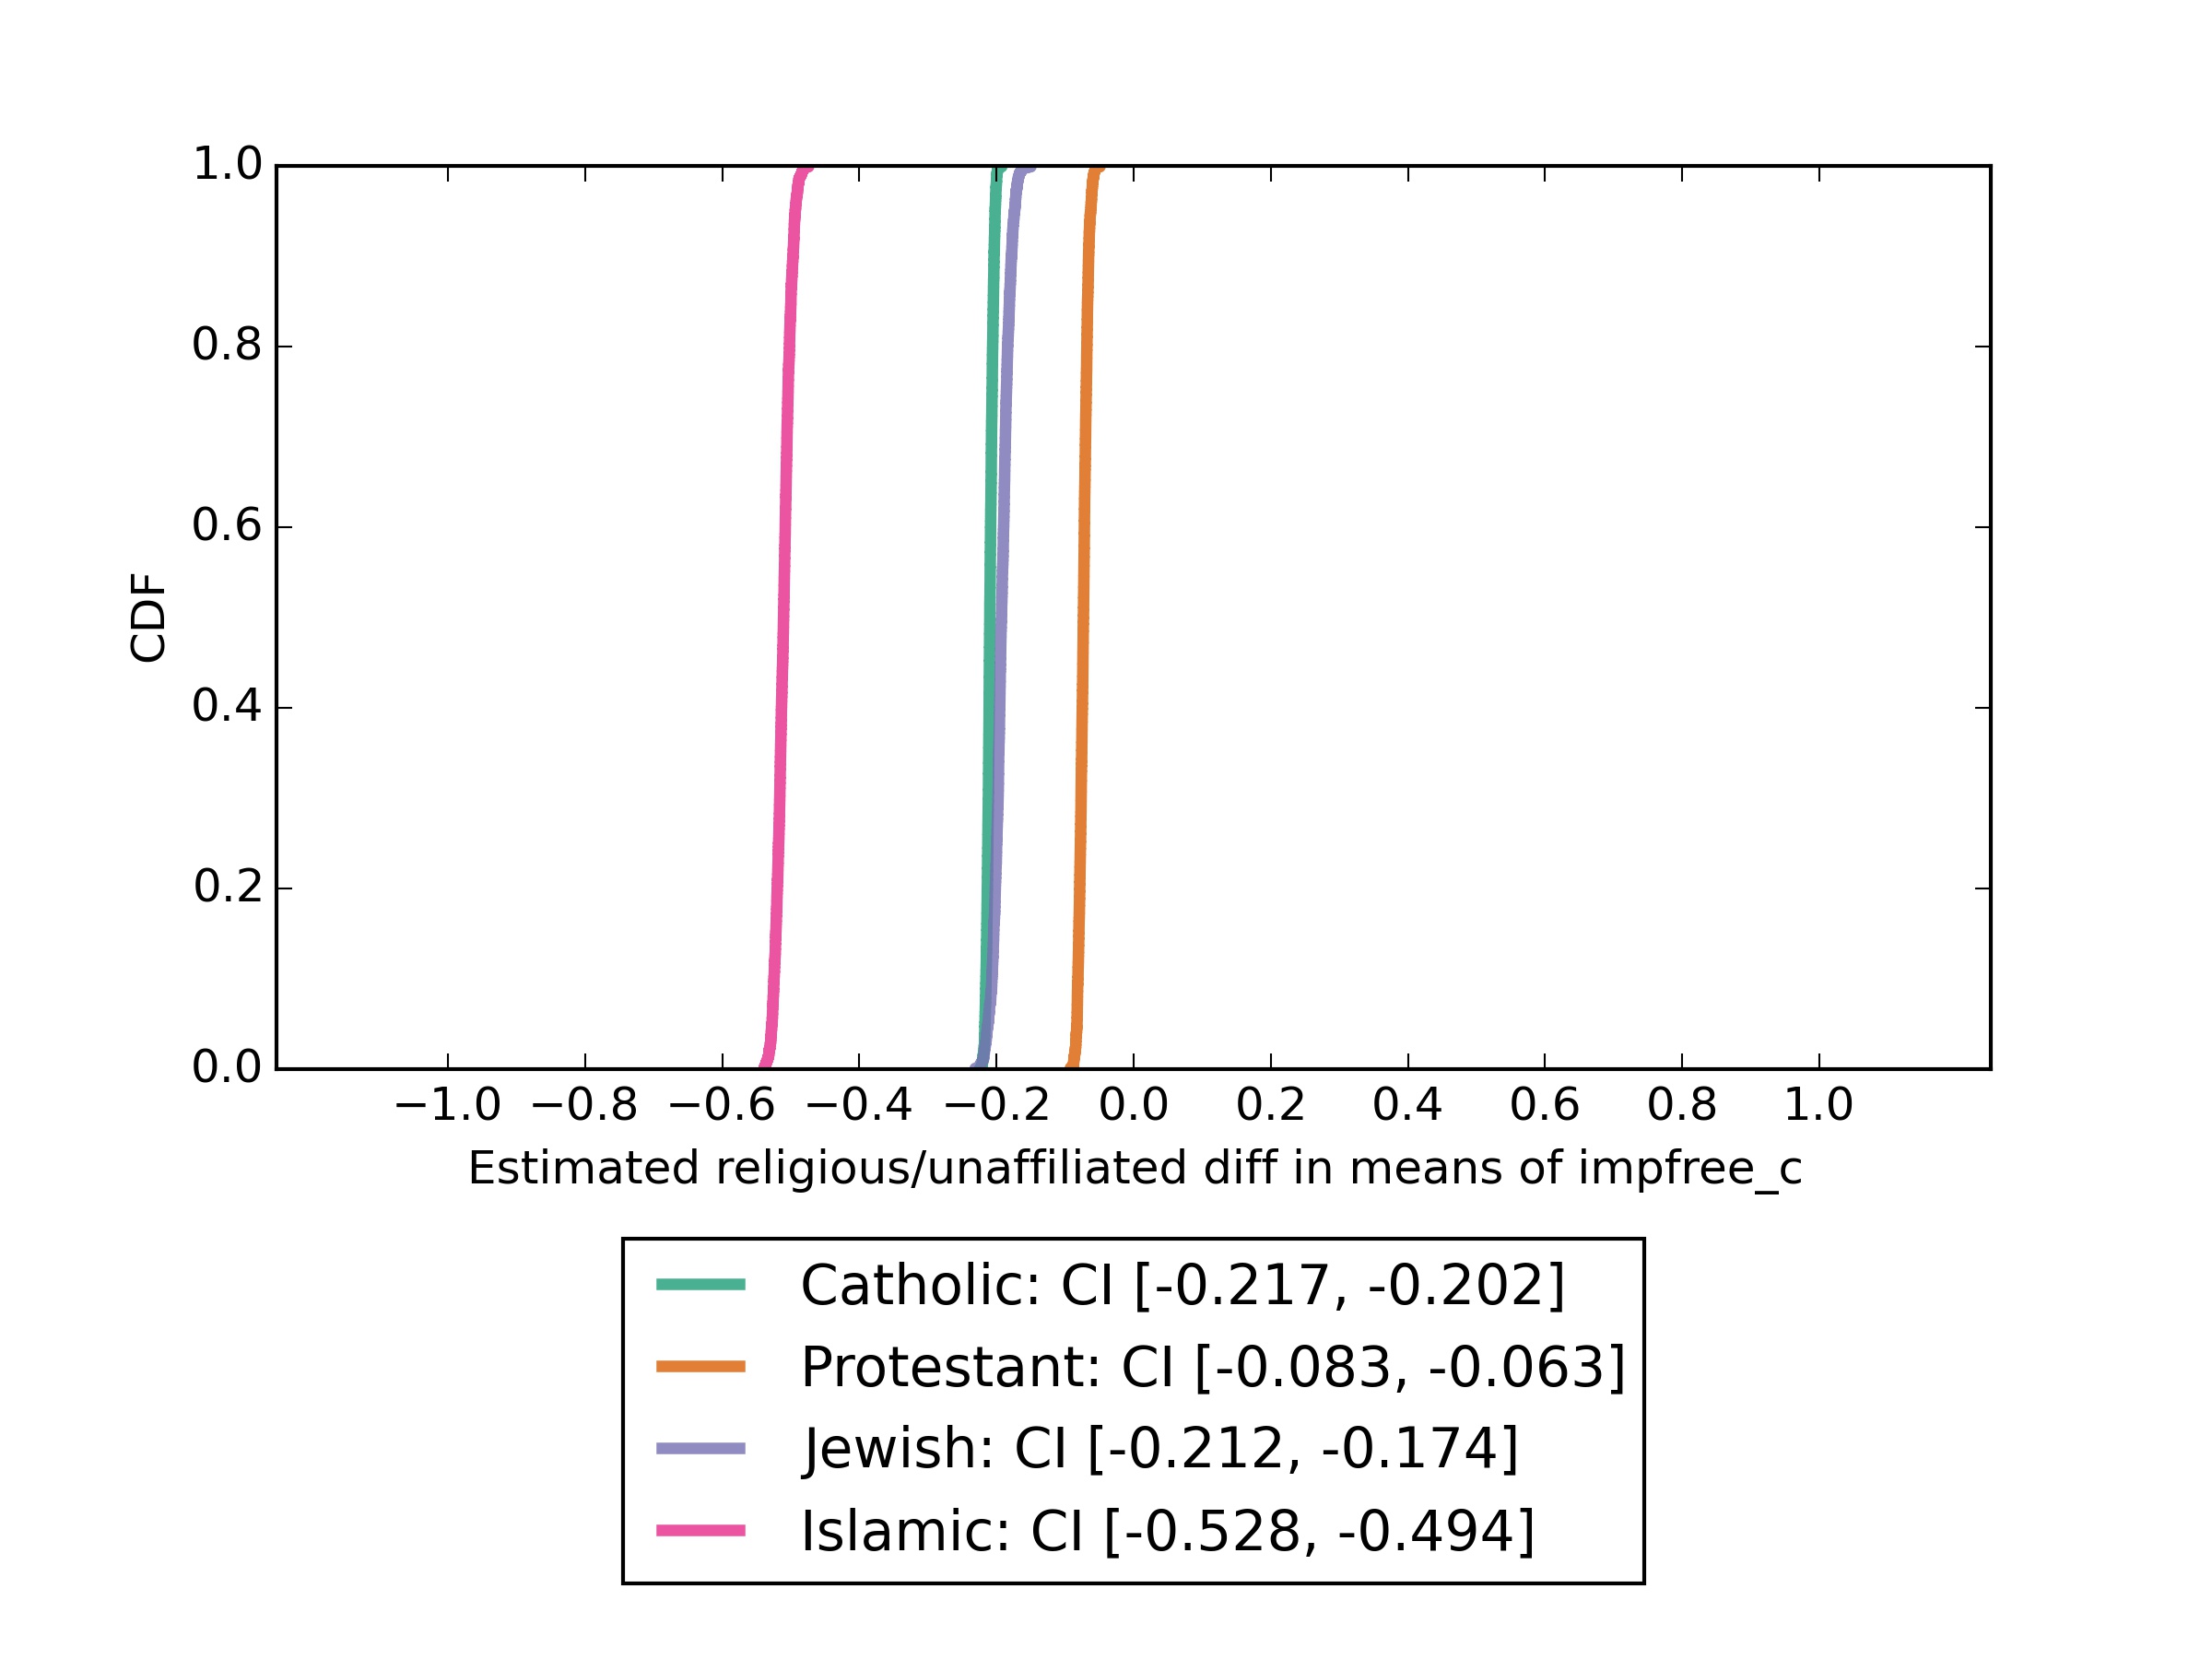 1.0
0.8
0.6
0.4
0.2
0.0
CDF
−1.0 −0.8 −0.6 −0.4 −0.2 0.0 0.2 0.4 0.6 0.8 1.0
Estimated religious/unaffiliated diff in means of impfree_c
Catholic: CI [-0.217, -0.202]
Protestant: CI [-0.083, -0.063]
Jewish: CI [-0.212, -0.174]
Islamic: CI [-0.528, -0.494]